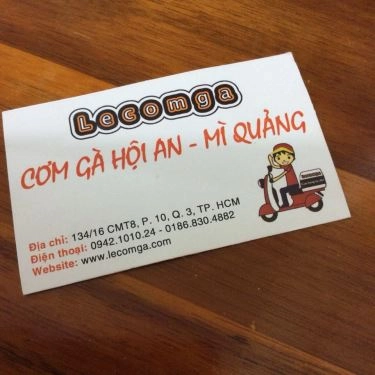 Lecomga
CƠM GÀ HỘI AN - MÌ QUẢNG
Địa chỉ: 134/16 CMT8, P. 10, Q. 3, TP. HCM
Điện thoại: 0942.1010.24 - 0186.830.4882
Website: www.lecomga.com